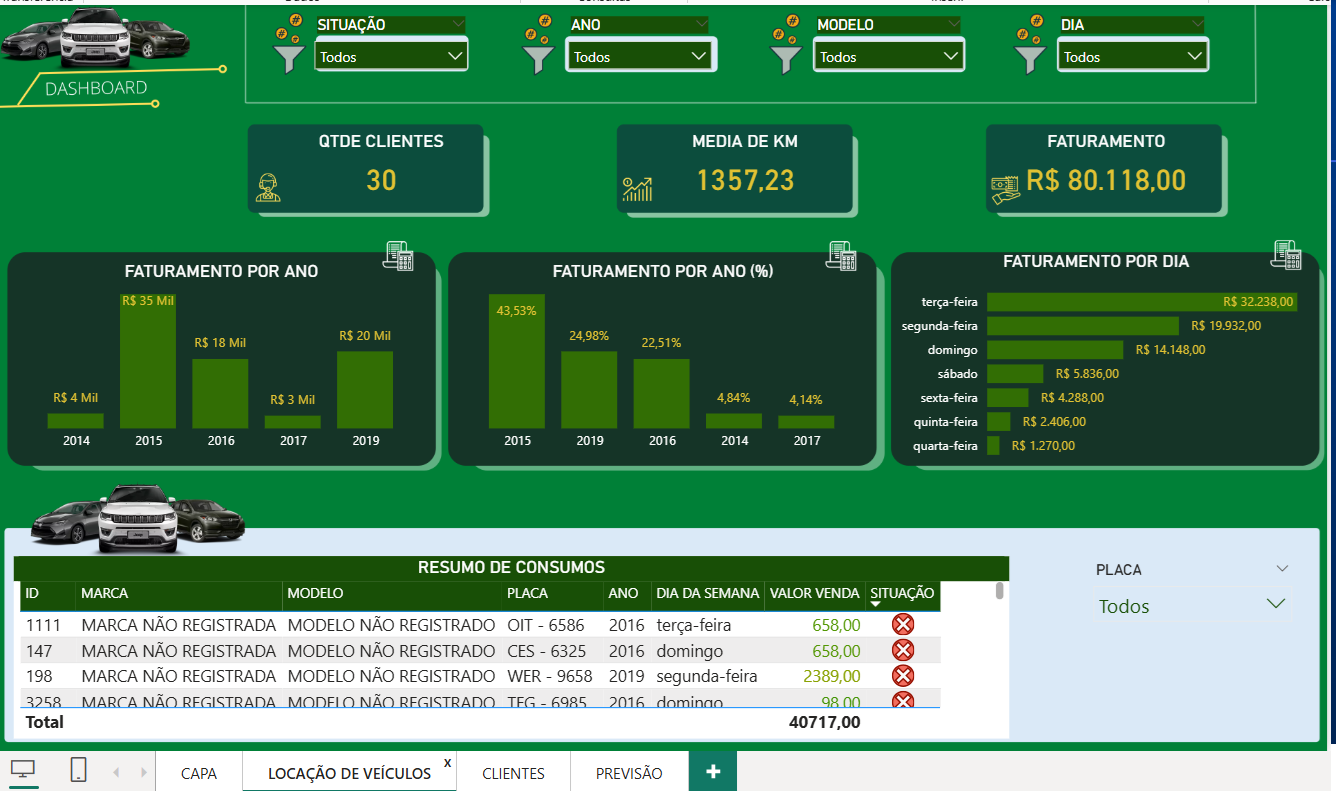 SITUAÇÃO
Todos
ANO
Todos
MODELO
Todos
DIA
Todos
DASHBOARD
QTDE CLIENTES
30
MEDIA DE KM
1357,23
FATURAMENTO
R$ 80.118,00
FATURAMENTO POR ANO
R$ 4 Mil
R$ 35 Mil
R$ 18 Mil
R$ 3 Mil
R$ 20 Mil
2014 2015 2016 2017 2019
FATURAMENTO POR ANO (%)
43,53%
24,98%
22,51%
4,84%
4,14%
2015 2019 2016 2014 2017
FATURAMENTO POR DIA
terça-feira R$ 32.238,00
segunda-feira R$ 19.932,00
domingo R$ 14.148,00
sábado R$ 5.836,00
sexta-feira R$ 4.288,00
quinta-feira R$ 2.406,00
quarta-feira R$ 1.270,00
RESUMO DE CONSUMOS
ID MARCA MODELO PLACA ANO DIA DA SEMANA VALOR VENDA SITUAÇÃO
1111 MARCA NÃO REGISTRADA MODELO NÃO REGISTRADO OIT - 6586 2016 terça-feira 658,00
147 MARCA NÃO REGISTRADA MODELO NÃO REGISTRADO CES - 6325 2016 domingo 658,00
198 MARCA NÃO REGISTRADA MODELO NÃO REGISTRADO WER - 9658 2019 segunda-feira 2389,00
3258 MARCA NÃO REGISTRADA MODELO NÃO REGISTRADO TEG - 6985 2016 domingo 98,00
Total 40717,00
PLACA
Todos
CAPA
LOCAÇÃO DE VEÍCULOS x
CLIENTES
PREVISÃO
+